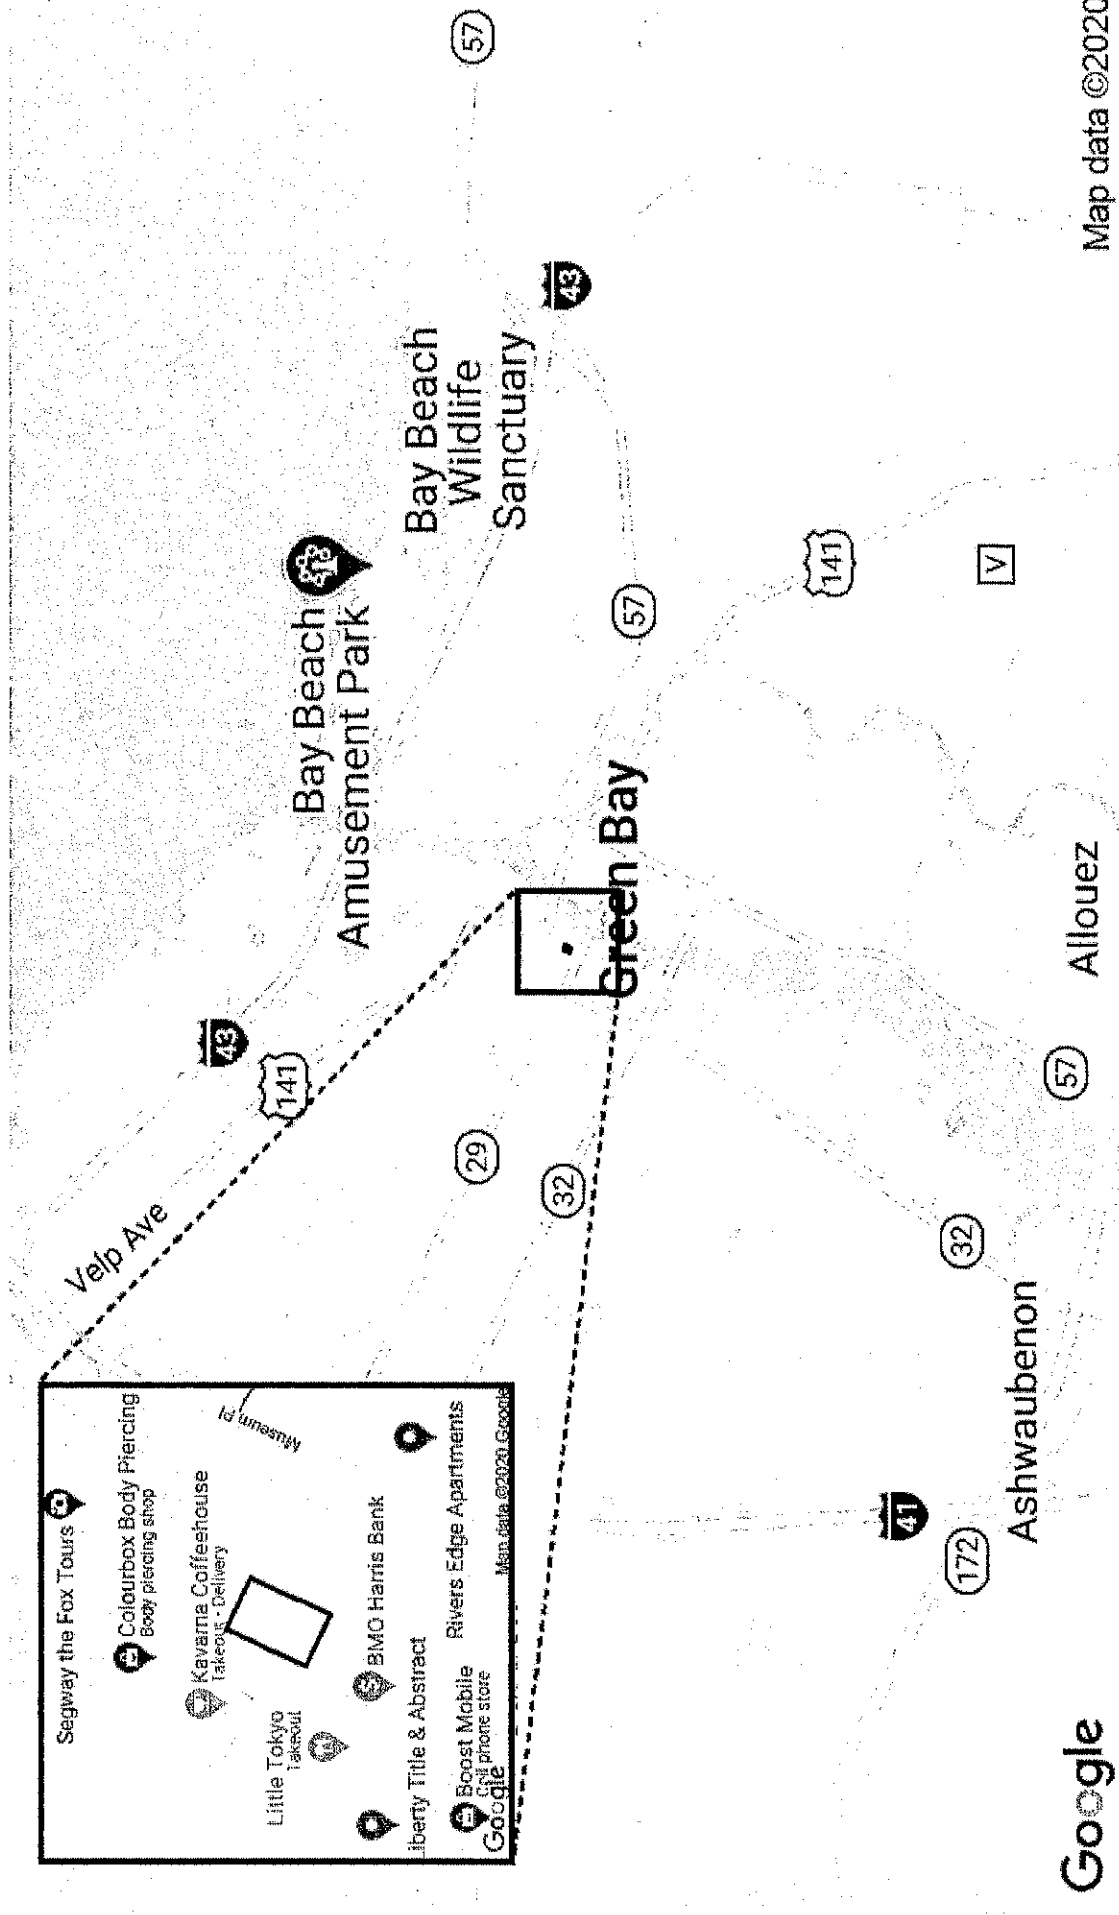 Segway the Fox Tours
Colourbox Body Piercing
Body piercing shop
Kavarna Coffeehouse
Takeout - Delivery
Museum Pl
Little Tokyo
Takeout
BMO Harris Bank
Liberty Title & Abstract
Rivers Edge Apartments
Boost Mobile
Cell phone store
Google
Map data ©2020 Google
Velp Ave
43
141
Bay Beach
Amusement Park
Bay Beach
Wildlife
Sanctuary
57
43
29
32
Green Bay
57
141
V
41
172
32
Ashwaubenon
57
Allouez
Google
Map data ©2020